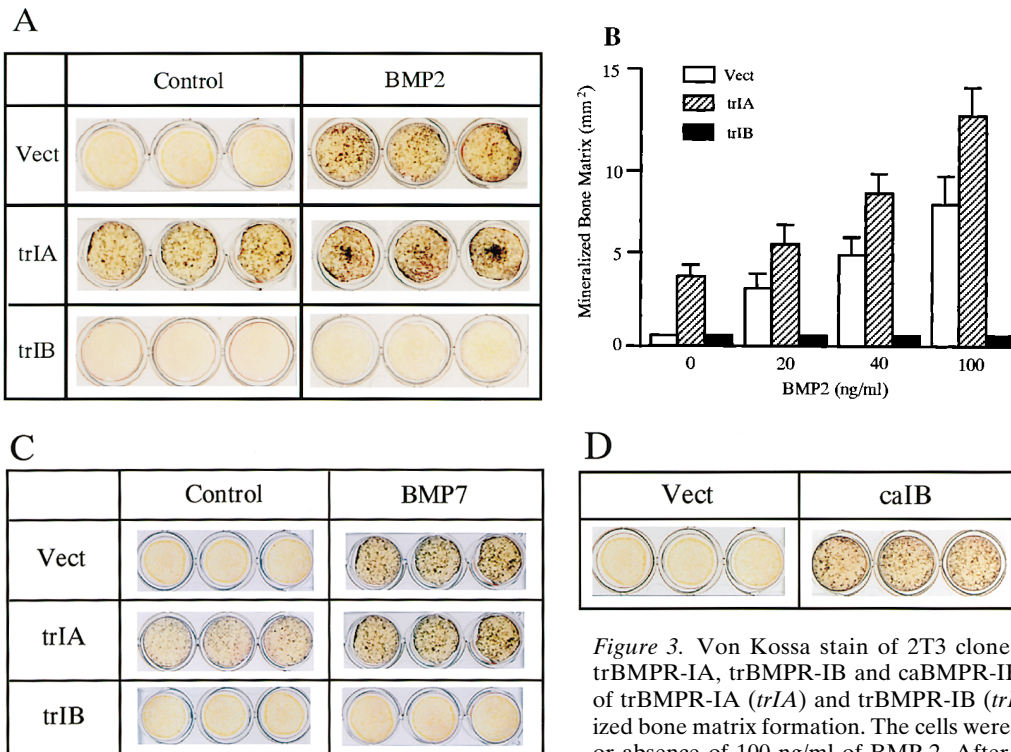 A
Control BMP2
Vect
trIA
trIB
B
Mineralized Bone Matrix (mm2)
15
10
5
0
Vect
trIA
trIB
0 20 40 100
BMP2 (ng/ml)
C
Control BMP7
Vect
trIA
trIB
D
Vect caIB
Figure 3. Von Kossa stain of 2T3 clone
trBMPR-IA, trBMPR-IB and caBMPR-IB
of trBMPR-IA (trIA) and trBMPR-IB (trI
ized bone matrix formation. The cells were
or absence of 100 ng/ml of BMP 2. After